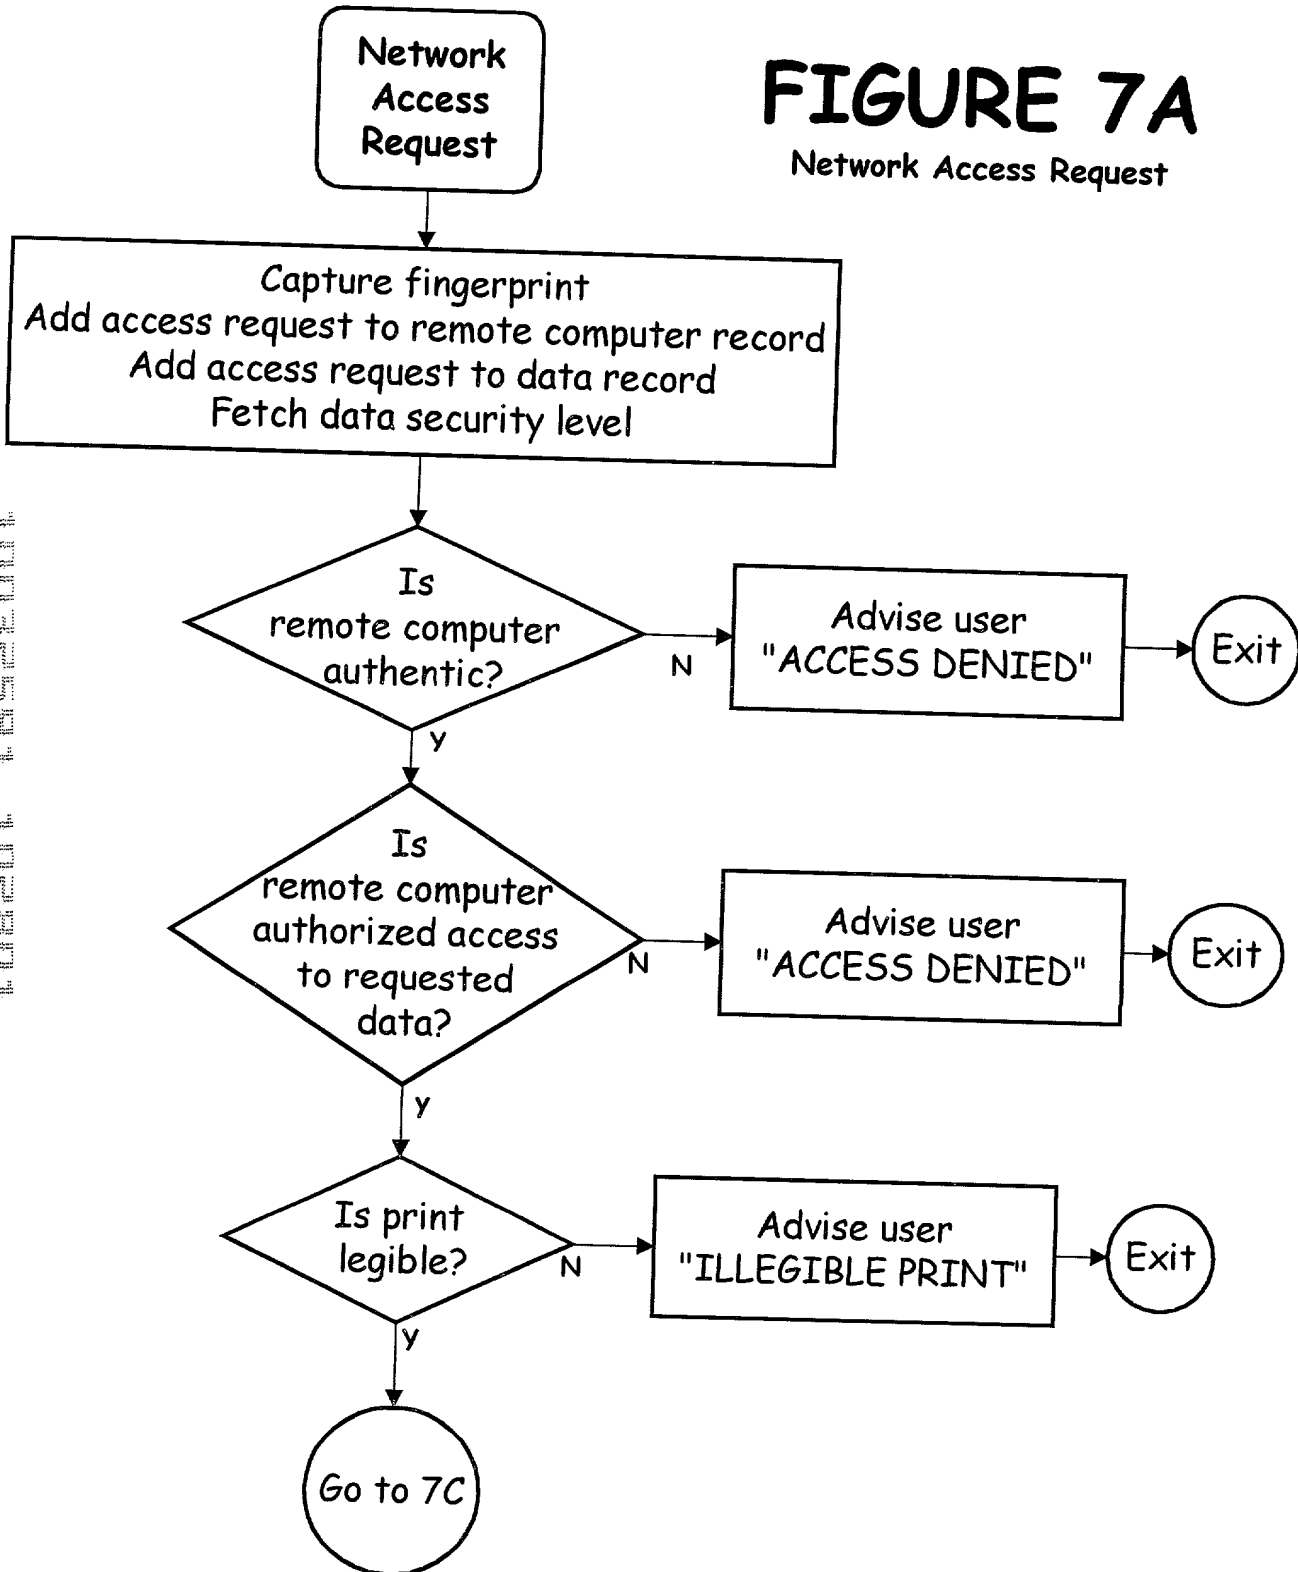 Network
Access
Request
FIGURE 7A
Network Access Request
Capture fingerprint
Add access request to remote computer record
Add access request to data record
Fetch data security level
Is
remote computer
authentic?
N
Advise user
"ACCESS DENIED"
Exit
Y
Is
remote computer
authorized access
to requested
data?
N
Advise user
"ACCESS DENIED"
Exit
Y
Is print
legible?
N
Advise user
"ILLEGIBLE PRINT"
Exit
Y
Go to 7C